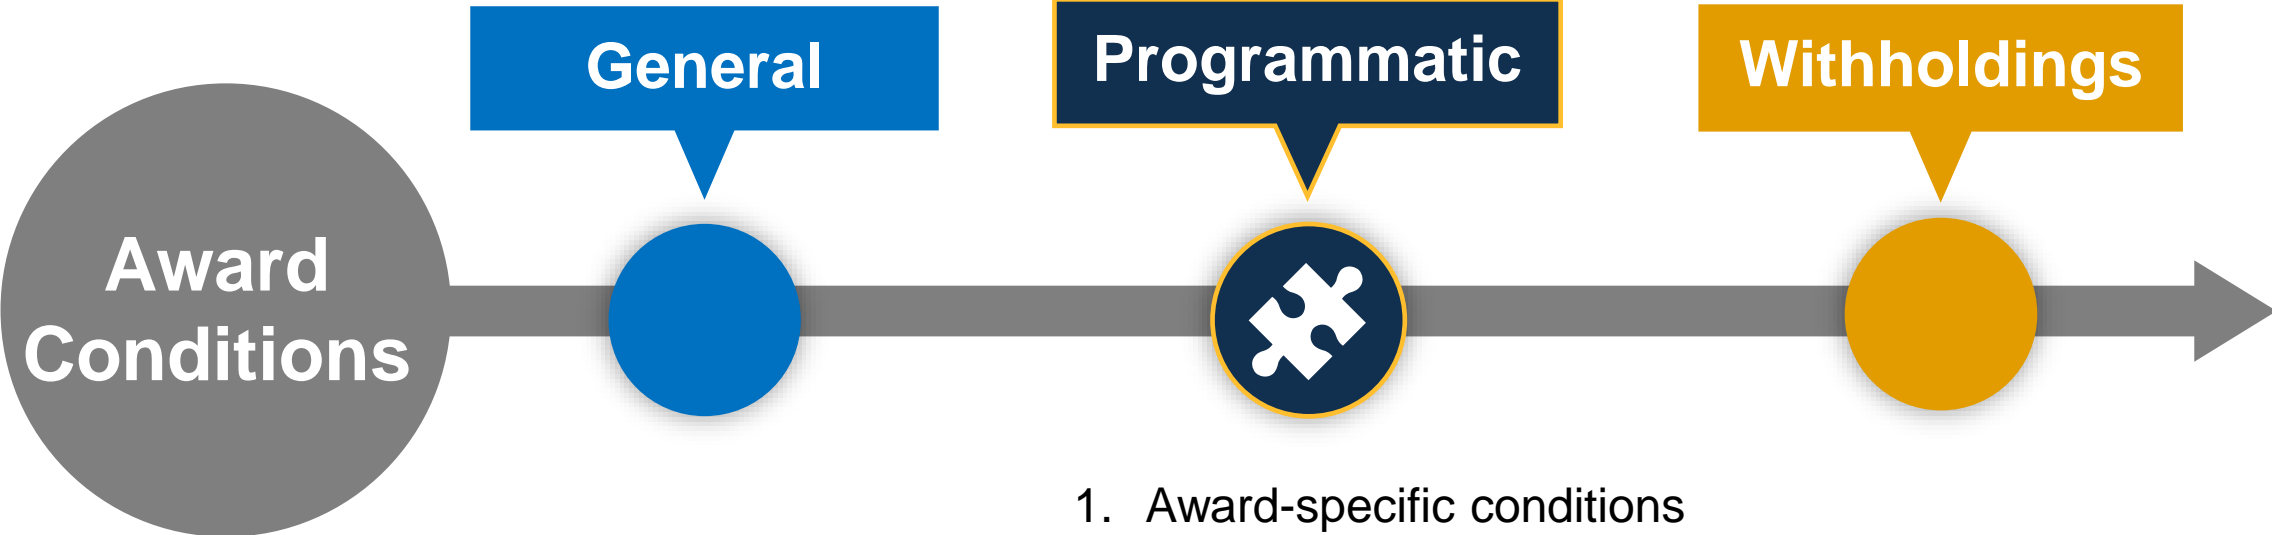 General
Programmatic
Withholdings
Award
Conditions
1. Award-specific conditions